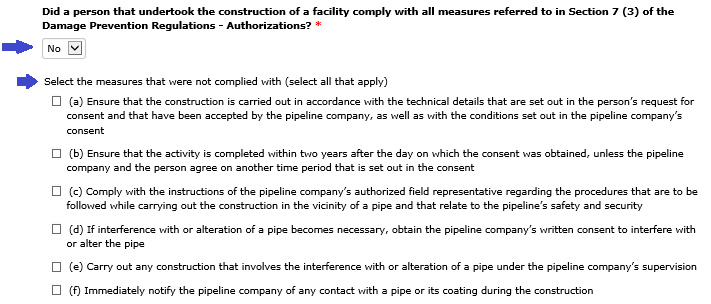 Did a person that undertook the construction of a facility comply with all measures referred to in Section 7 (3) of the
Damage Prevention Regulations - Authorizations? *
No
Select the measures that were not complied with (select all that apply)
(a) Ensure that the construction is carried out in accordance with the technical details that are set out in the person's request for
consent and that have been accepted by the pipeline company, as well as with the conditions set out in the pipeline company's
consent
(b) Ensure that the activity is completed within two years after the day on which the consent was obtained, unless the pipeline
company and the person agree on another time period that is set out in the consent
(c) Comply with the instructions of the pipeline company's authorized field representative regarding the procedures that are to be
followed while carrying out the construction in the vicinity of a pipe and that relate to the pipeline's safety and security
(d) If interference with or alteration of a pipe becomes necessary, obtain the pipeline company's written consent to interfere with
or alter the pipe
(e) Carry out any construction that involves the interference with or alteration of a pipe under the pipeline company's supervision
(f) Immediately notify the pipeline company of any contact with a pipe or its coating during the construction